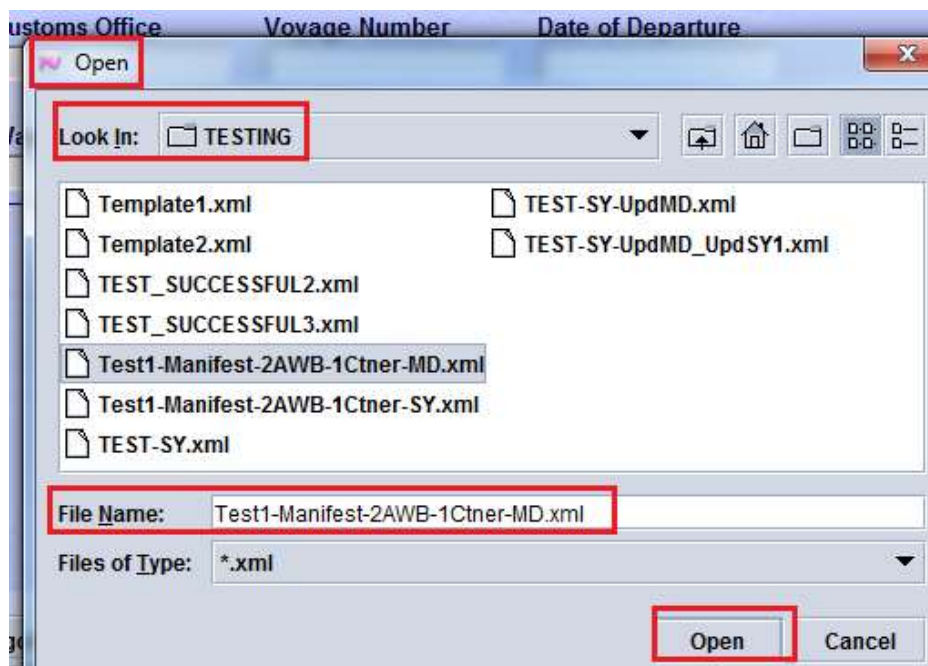 ustoms Office Voyage Number Date of Departure
Open
Look In: TESTING
Template1.xml
Template2.xml
TEST_SUCCESSFUL2.xml
TEST_SUCCESSFUL3.xml
Test1-Manifest-2AWB-1Ctner-MD.xml
Test1-Manifest-2AWB-1Ctner-SY.xml
TEST-SY.xml
TEST-SY-UpdMD.xml
TEST-SY-UpdMD_UpdSY1.xml
File Name: Test1-Manifest-2AWB-1Ctner-MD.xml
Files of Type: *.xml
Open Cancel